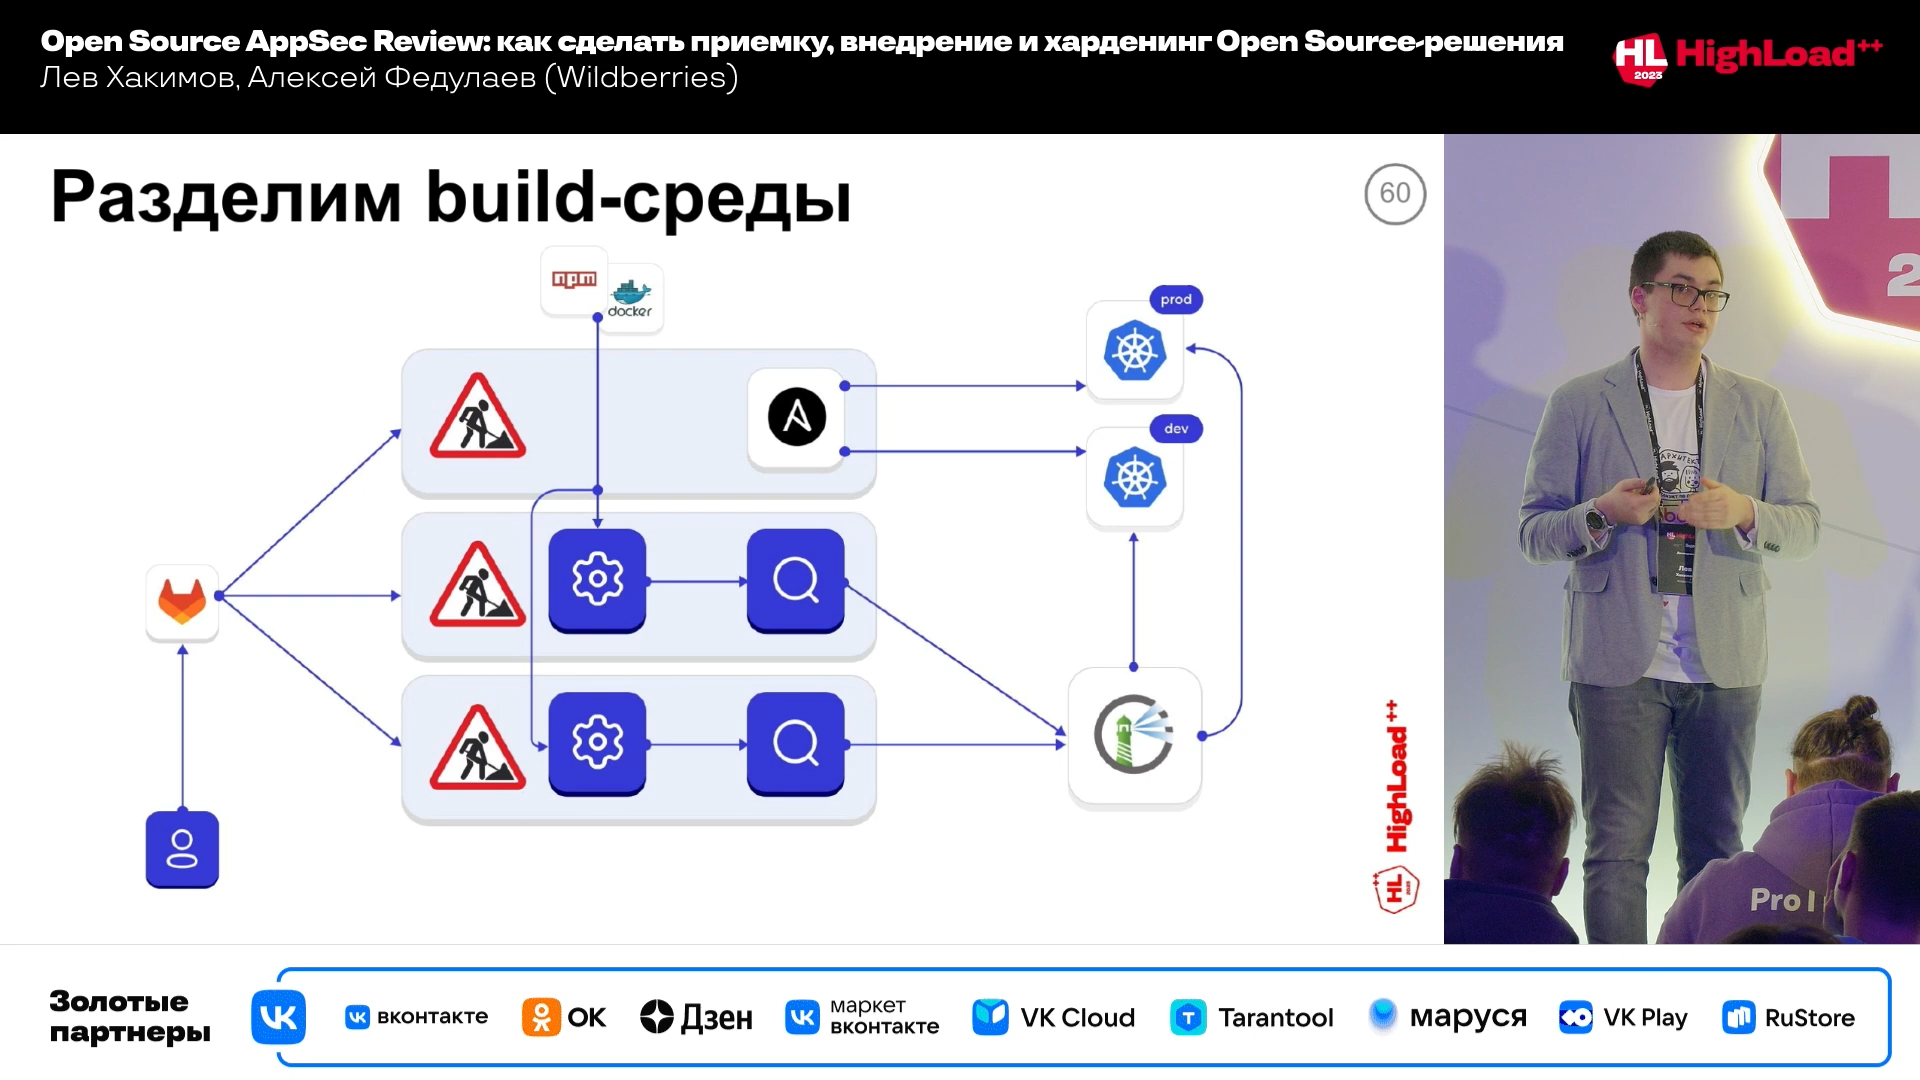 Open Source AppSec Review: как сделать приемку, внедрение и харденинг Open Source-решения
Лев Хакимов, Алексей Федулаев (Wildberries)
HL
2023
HighLoad++
Разделим build-среды
60
npm
docker
prod
dev
HighLoad++
HL
Pro
Золотые
партнеры
вконтакте
ОК
Дзен
маркет
вконтакте
VK Cloud
Tarantool
маруся
VK Play
RuStore